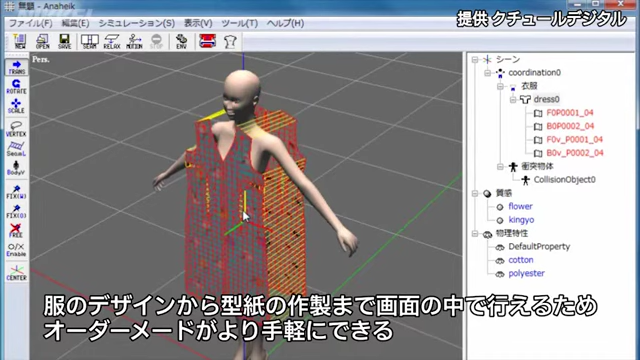 無題 - Anaheik
提供 クチュールデジタル
ファイル(F) 編集(E) シミュレーション(S) 表示(V) ツール(T) ヘルプ(H)
NEW OPEN SAVE SEAM RELAX MOTION STOP ENV
Pers.
TRANS
ROTATE
SCALE
VERTEX
SeamL
BodyV
FIX(W)
FIX(O)
FREE
O/X
Enable
CENTER
シーン
coordination0
衣服
dress0
F0P0001_04
B0P0002_04
F0v_P0001_04
B0v_P0002_04
衝突物体
CollisionObject0
質感
flower
kingyo
物理特性
DefaultProperty
cotton
polyester
服のデザインから型紙の作製まで画面の中で行えるため
オーダーメードがより手軽にできる